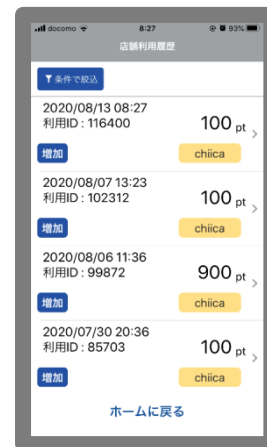 docomo 8:27 93%
店舗利用履歴
条件で絞込
2020/08/13 08:27
利用ID : 116400
100 pt
増加 chiica
2020/08/07 13:23
利用ID : 102312
100 pt
増加 chiica
2020/08/06 11:36
利用ID : 99872
900 pt
増加 chiica
2020/07/30 20:36
利用ID : 85703
100 pt
増加 chiica
ホームに戻る